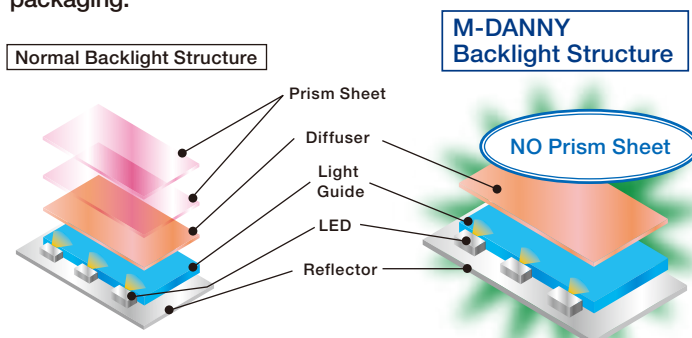 packaging.
M-DANNY
Backlight Structure
Normal Backlight Structure
Prism Sheet
Diffuser
NO Prism Sheet
Light
Guide
LED
Reflector